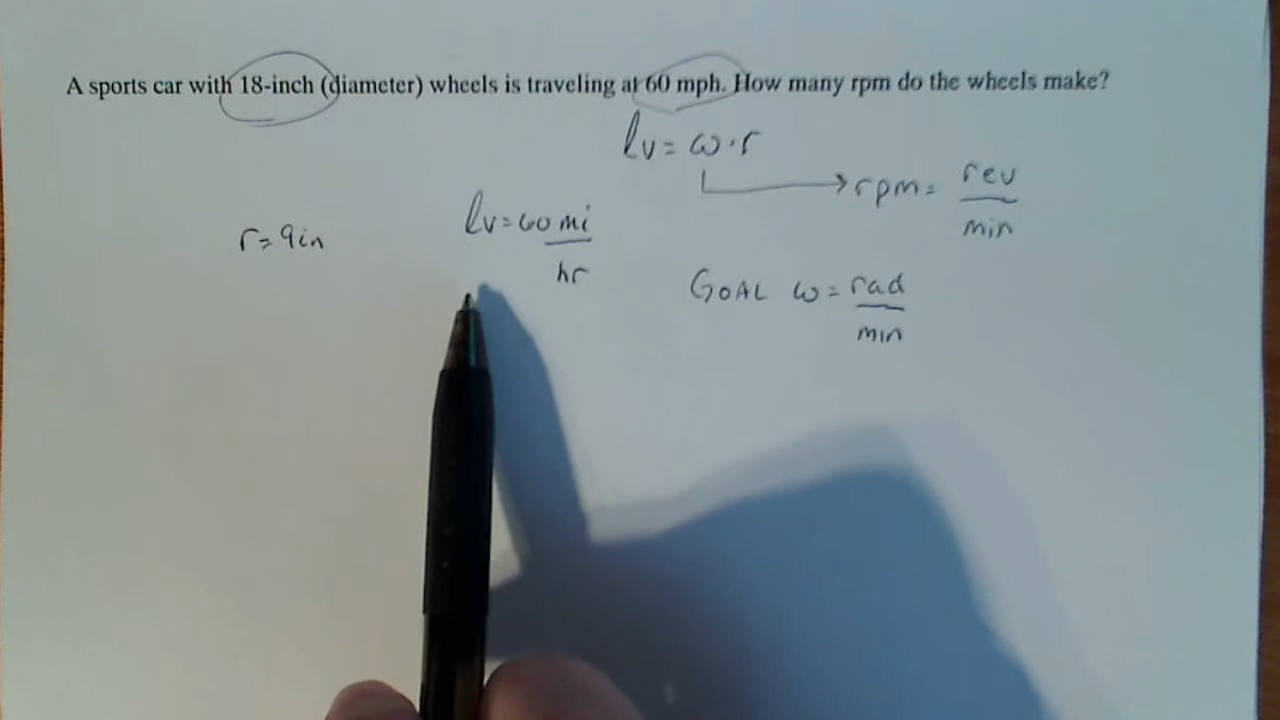 A sports car with 18-inch (diameter) wheels is traveling at 60 mph. How many rpm do the wheels make?
lv = ω·r
rpm = rev
min
r = 9in
lv = 60 mi
hr
GOAL ω = rad
min